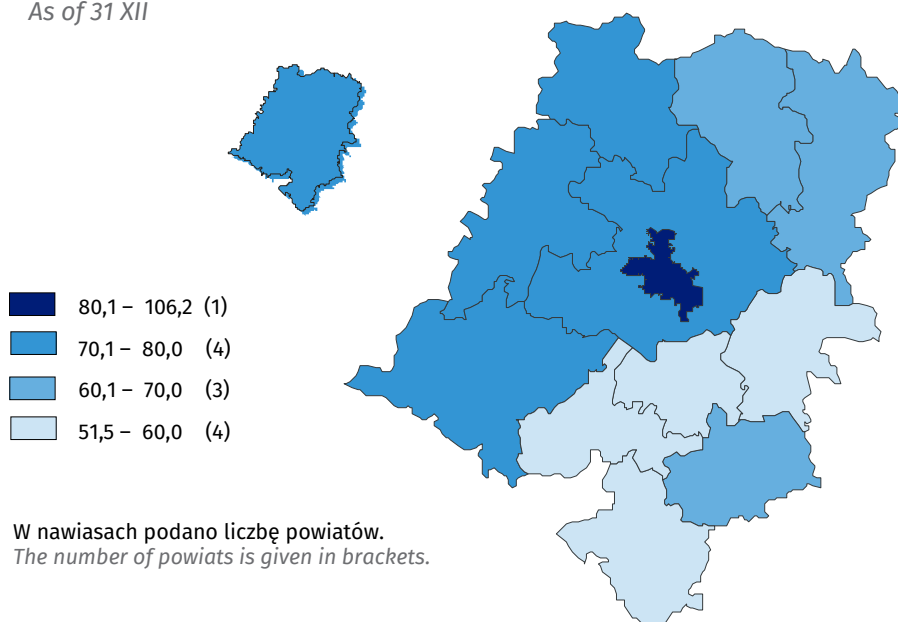 As of 31 XII
80,1 – 106,2 (1)
70,1 – 80,0 (4)
60,1 – 70,0 (3)
51,5 – 60,0 (4)
W nawiasach podano liczbę powiatów.
The number of powiats is given in brackets.